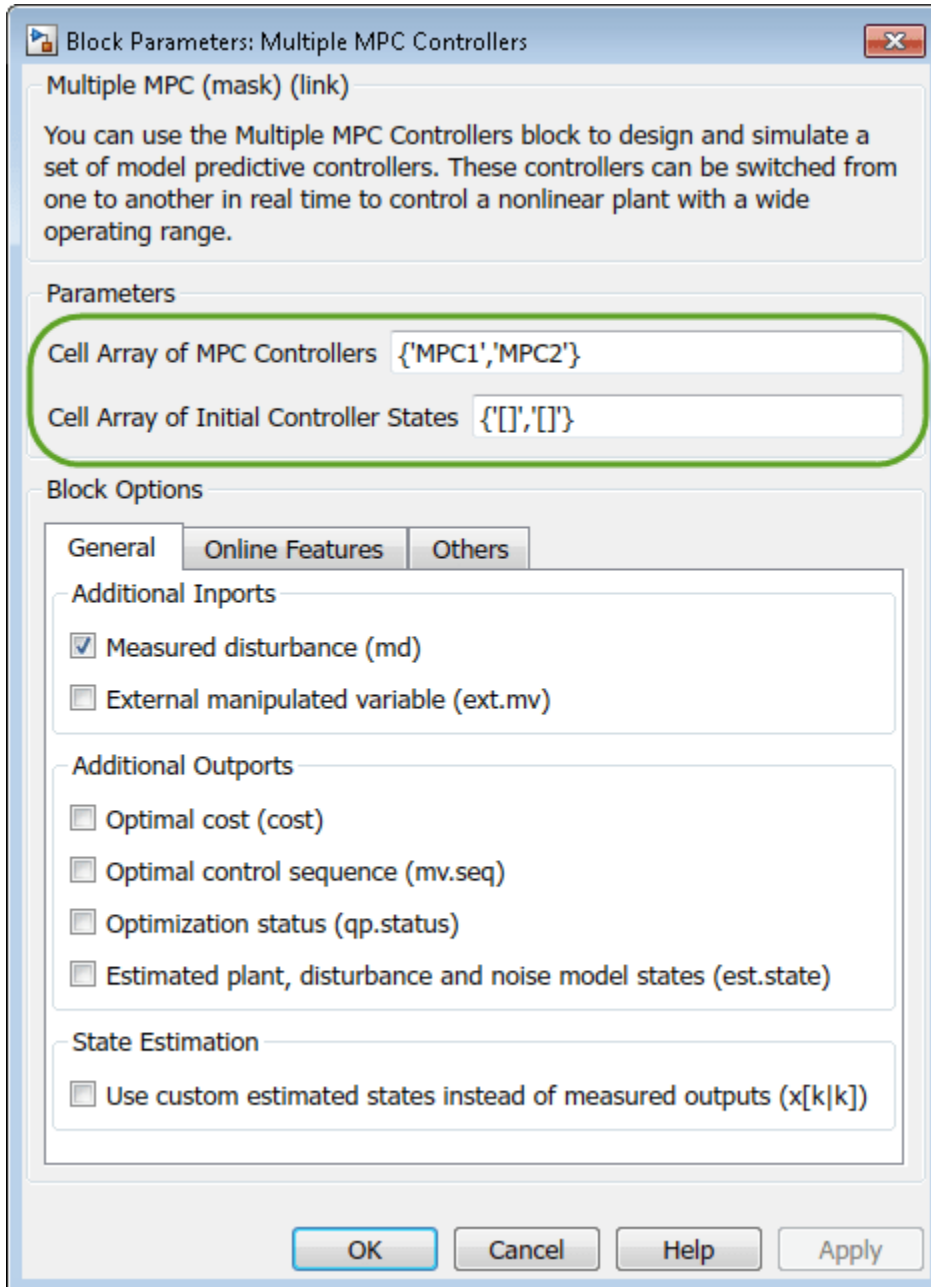 Block Parameters: Multiple MPC Controllers
Multiple MPC (mask) (link)
You can use the Multiple MPC Controllers block to design and simulate a
set of model predictive controllers. These controllers can be switched from
one to another in real time to control a nonlinear plant with a wide
operating range.
Parameters
Cell Array of MPC Controllers {'MPC1','MPC2'}
Cell Array of Initial Controller States {'[]','[]'}
Block Options
General Online Features Others
Additional Inports
Measured disturbance (md)
External manipulated variable (ext.mv)
Additional Outports
Optimal cost (cost)
Optimal control sequence (mv.seq)
Optimization status (qp.status)
Estimated plant, disturbance and noise model states (est.state)
State Estimation
Use custom estimated states instead of measured outputs (x[k|k])
OK Cancel Help Apply